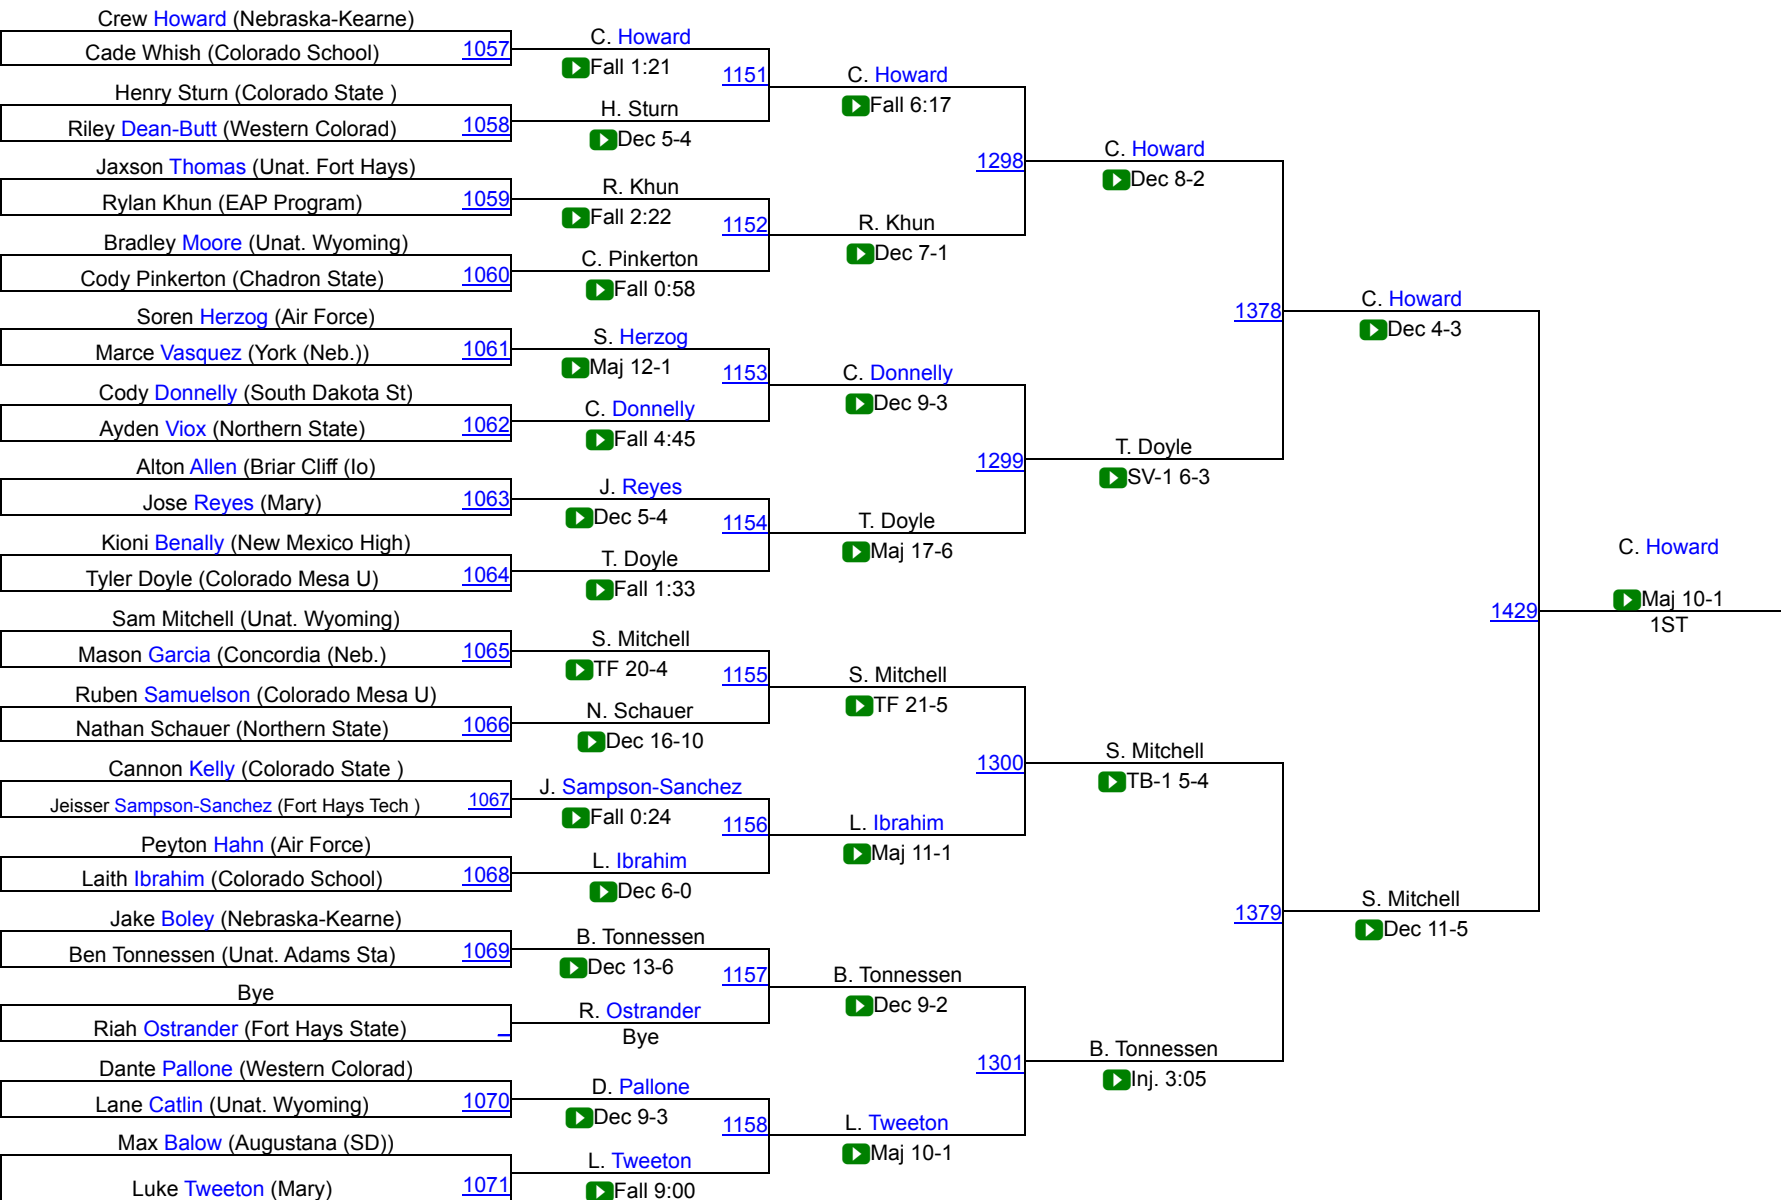 Crew Howard (Nebraska-Kearne)
Cade Whish (Colorado School)
1057
Henry Sturn (Colorado State )
Riley Dean-Butt (Western Colorad)
1058
Jaxson Thomas (Unat. Fort Hays)
Rylan Khun (EAP Program)
1059
Bradley Moore (Unat. Wyoming)
Cody Pinkerton (Chadron State)
1060
Soren Herzog (Air Force)
Marce Vasquez (York (Neb.))
1061
Cody Donnelly (South Dakota St)
Ayden Viox (Northern State)
1062
Alton Allen (Briar Cliff (Io)
Jose Reyes (Mary)
1063
Kioni Benally (New Mexico High)
Tyler Doyle (Colorado Mesa U)
1064
Sam Mitchell (Unat. Wyoming)
Mason Garcia (Concordia (Neb.)
1065
Ruben Samuelson (Colorado Mesa U)
Nathan Schauer (Northern State)
1066
Cannon Kelly (Colorado State )
Jeisser Sampson-Sanchez (Fort Hays Tech )
1067
Peyton Hahn (Air Force)
Laith Ibrahim (Colorado School)
1068
Jake Boley (Nebraska-Kearne)
Ben Tonnessen (Unat. Adams Sta)
1069
Bye
Riah Ostrander (Fort Hays State)
Dante Pallone (Western Colorad)
Lane Catlin (Unat. Wyoming)
1070
Max Balow (Augustana (SD))
Luke Tweeton (Mary)
1071
C. Howard
Fall 1:21
1151
H. Sturn
Dec 5-4
R. Khun
Fall 2:22
1152
C. Pinkerton
Fall 0:58
S. Herzog
Maj 12-1
1153
C. Donnelly
Fall 4:45
J. Reyes
Dec 5-4
1154
T. Doyle
Fall 1:33
S. Mitchell
TF 20-4
1155
N. Schauer
Dec 16-10
J. Sampson-Sanchez
Fall 0:24
1156
L. Ibrahim
Dec 6-0
B. Tonnessen
Dec 13-6
1157
R. Ostrander
Bye
D. Pallone
Dec 9-3
1158
L. Tweeton
Fall 9:00
C. Howard
Fall 6:17
1298
R. Khun
Dec 7-1
C. Donnelly
Dec 9-3
1299
T. Doyle
Maj 17-6
S. Mitchell
TF 21-5
1300
L. Ibrahim
Maj 11-1
B. Tonnessen
Dec 9-2
1301
L. Tweeton
Maj 10-1
C. Howard
Dec 8-2
1378
T. Doyle
SV-1 6-3
S. Mitchell
TB-1 5-4
1379
B. Tonnessen
Inj. 3:05
C. Howard
Dec 4-3
1429
S. Mitchell
Dec 11-5
C. Howard
Maj 10-1
1ST